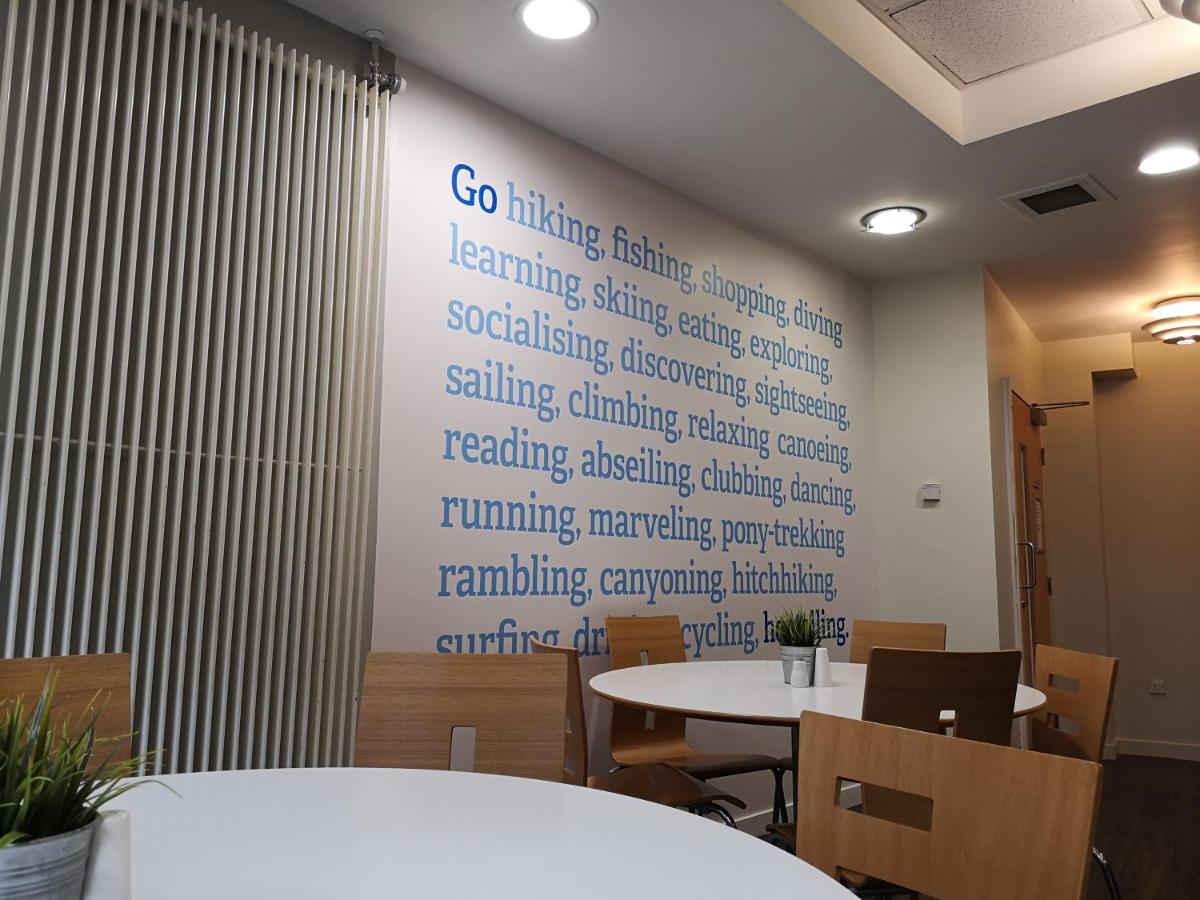 Go hiking, fishing, shopping, diving
learning, skiing, eating, exploring,
socialising, discovering, sightseeing,
sailing, climbing, relaxing canoeing,
reading, abseiling, clubbing, dancing,
running, marveling, pony-trekking
rambling, canyoning, hitchhiking,
surfing,